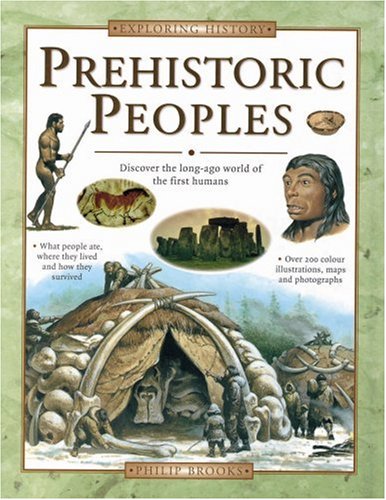 • EXPLORING HISTORY •
PREHISTORIC
PEOPLES
Discover the long-ago world of
the first humans
• What people ate,
where they lived
and how they
survived
• Over 200 colour
illustrations, maps
and photographs
• PHILIP BROOKS •